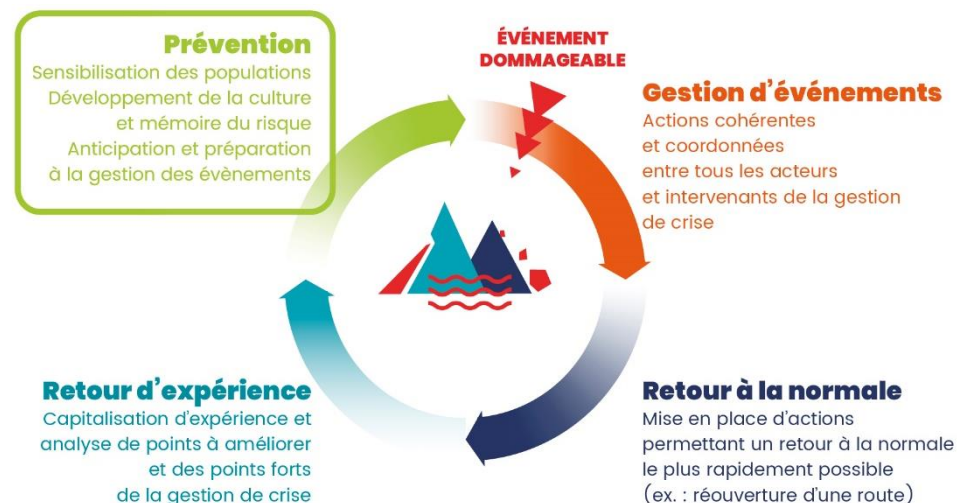 Prévention
Sensibilisation des populations
Développement de la culture
et mémoire du risque
Anticipation et préparation
à la gestion des évènements
ÉVÉNEMENT
DOMMAGEABLE
Gestion d'événements
Actions cohérentes
et coordonnées
entre tous les acteurs
et intervenants de la gestion
de crise
Retour d'expérience
Capitalisation d'expérience et
analyse de points à améliorer
et des points forts
de la gestion de crise
Retour à la normale
Mise en place d'actions
permettant un retour à la normale
le plus rapidement possible
(ex. : réouverture d'une route)